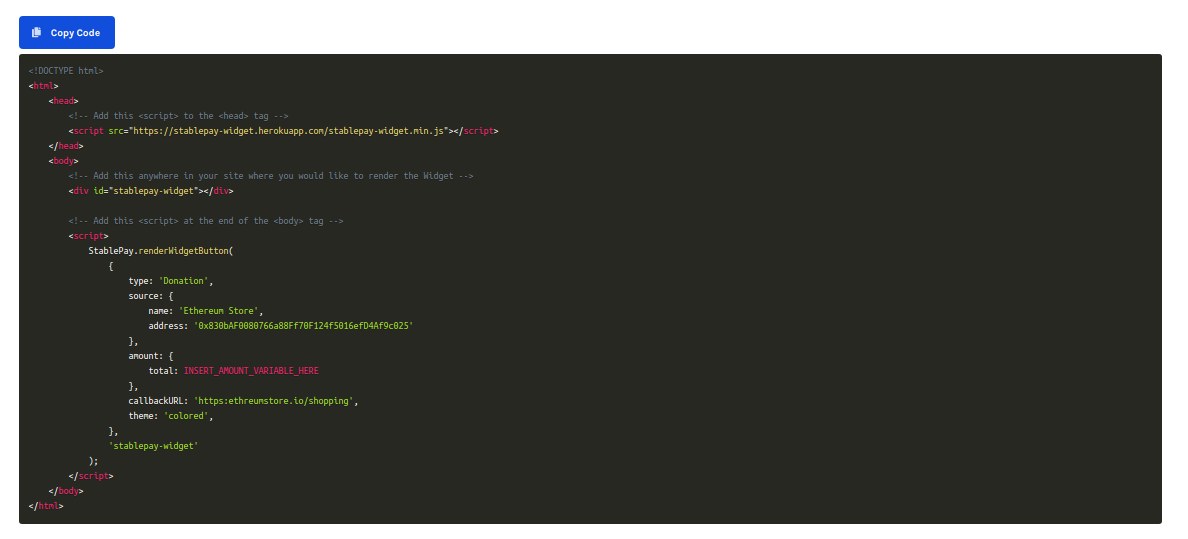 Copy Code
<!DOCTYPE html>
<html>
<head>
<!-- Add this <script> to the <head> tag -->
<script src="https://stablepay-widget.herokuapp.com/stablepay-widget.min.js"></script>
</head>
<body>
<!-- Add this anywhere in your site where you would like to render the Widget -->
<div id="stablepay-widget"></div>
<!-- Add this <script> at the end of the <body> tag -->
<script>
StablePay.renderWidgetButton(
{
type: 'Donation',
source: {
name: 'Ethereum Store',
address: '0x830bAF0080766a88Ff70F124f5016efD4Af9c025'
},
amount: {
total: INSERT_AMOUNT_VARIABLE_HERE
},
callbackURL: 'https:ethreumstore.io/shopping',
theme: 'colored',
},
'stablepay-widget'
);
</script>
</body>
</html>